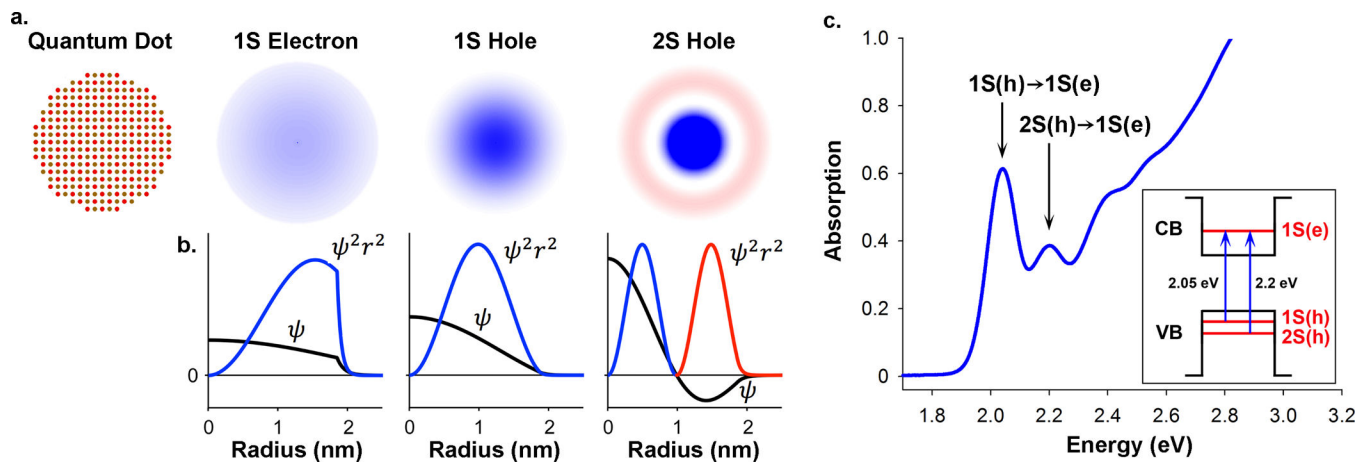 a.
Quantum Dot
1S Electron
1S Hole
2S Hole
b.
ψ²r²
ψ
0
0
1
2
Radius (nm)
ψ²r²
ψ
0
1
2
Radius (nm)
ψ²r²
ψ
0
1
2
Radius (nm)
c.
Absorption
1.0
0.8
0.6
0.4
0.2
0
1S(h)→1S(e)
2S(h)→1S(e)
CB
1S(e)
2.05 eV
2.2 eV
VB
1S(h)
2S(h)
1.8 2.0 2.2 2.4 2.6 2.8 3.0 3.2
Energy (eV)